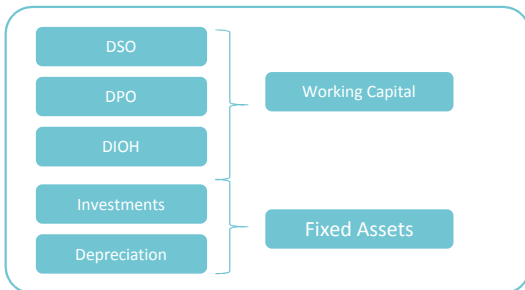 DSO
DPO
DIOH
Working Capital
Investments
Depreciation
Fixed Assets